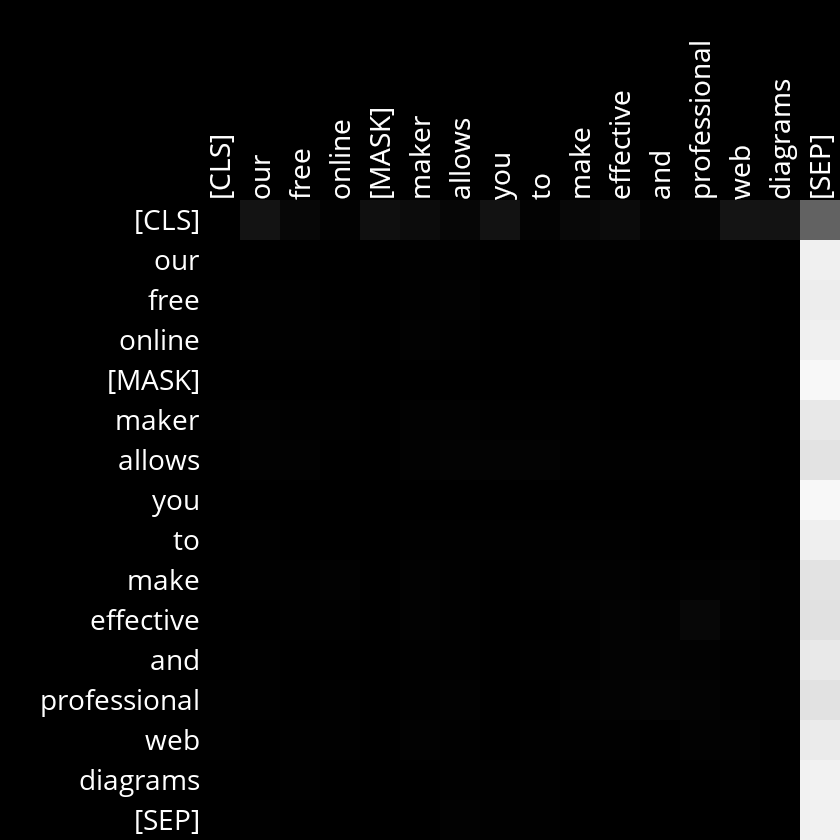 [CLS] our free online [MASK] maker allows you to make effective and professional web diagrams [SEP]
[CLS]
our
free
online
[MASK]
maker
allows
you
to
make
effective
and
professional
web
diagrams
[SEP]